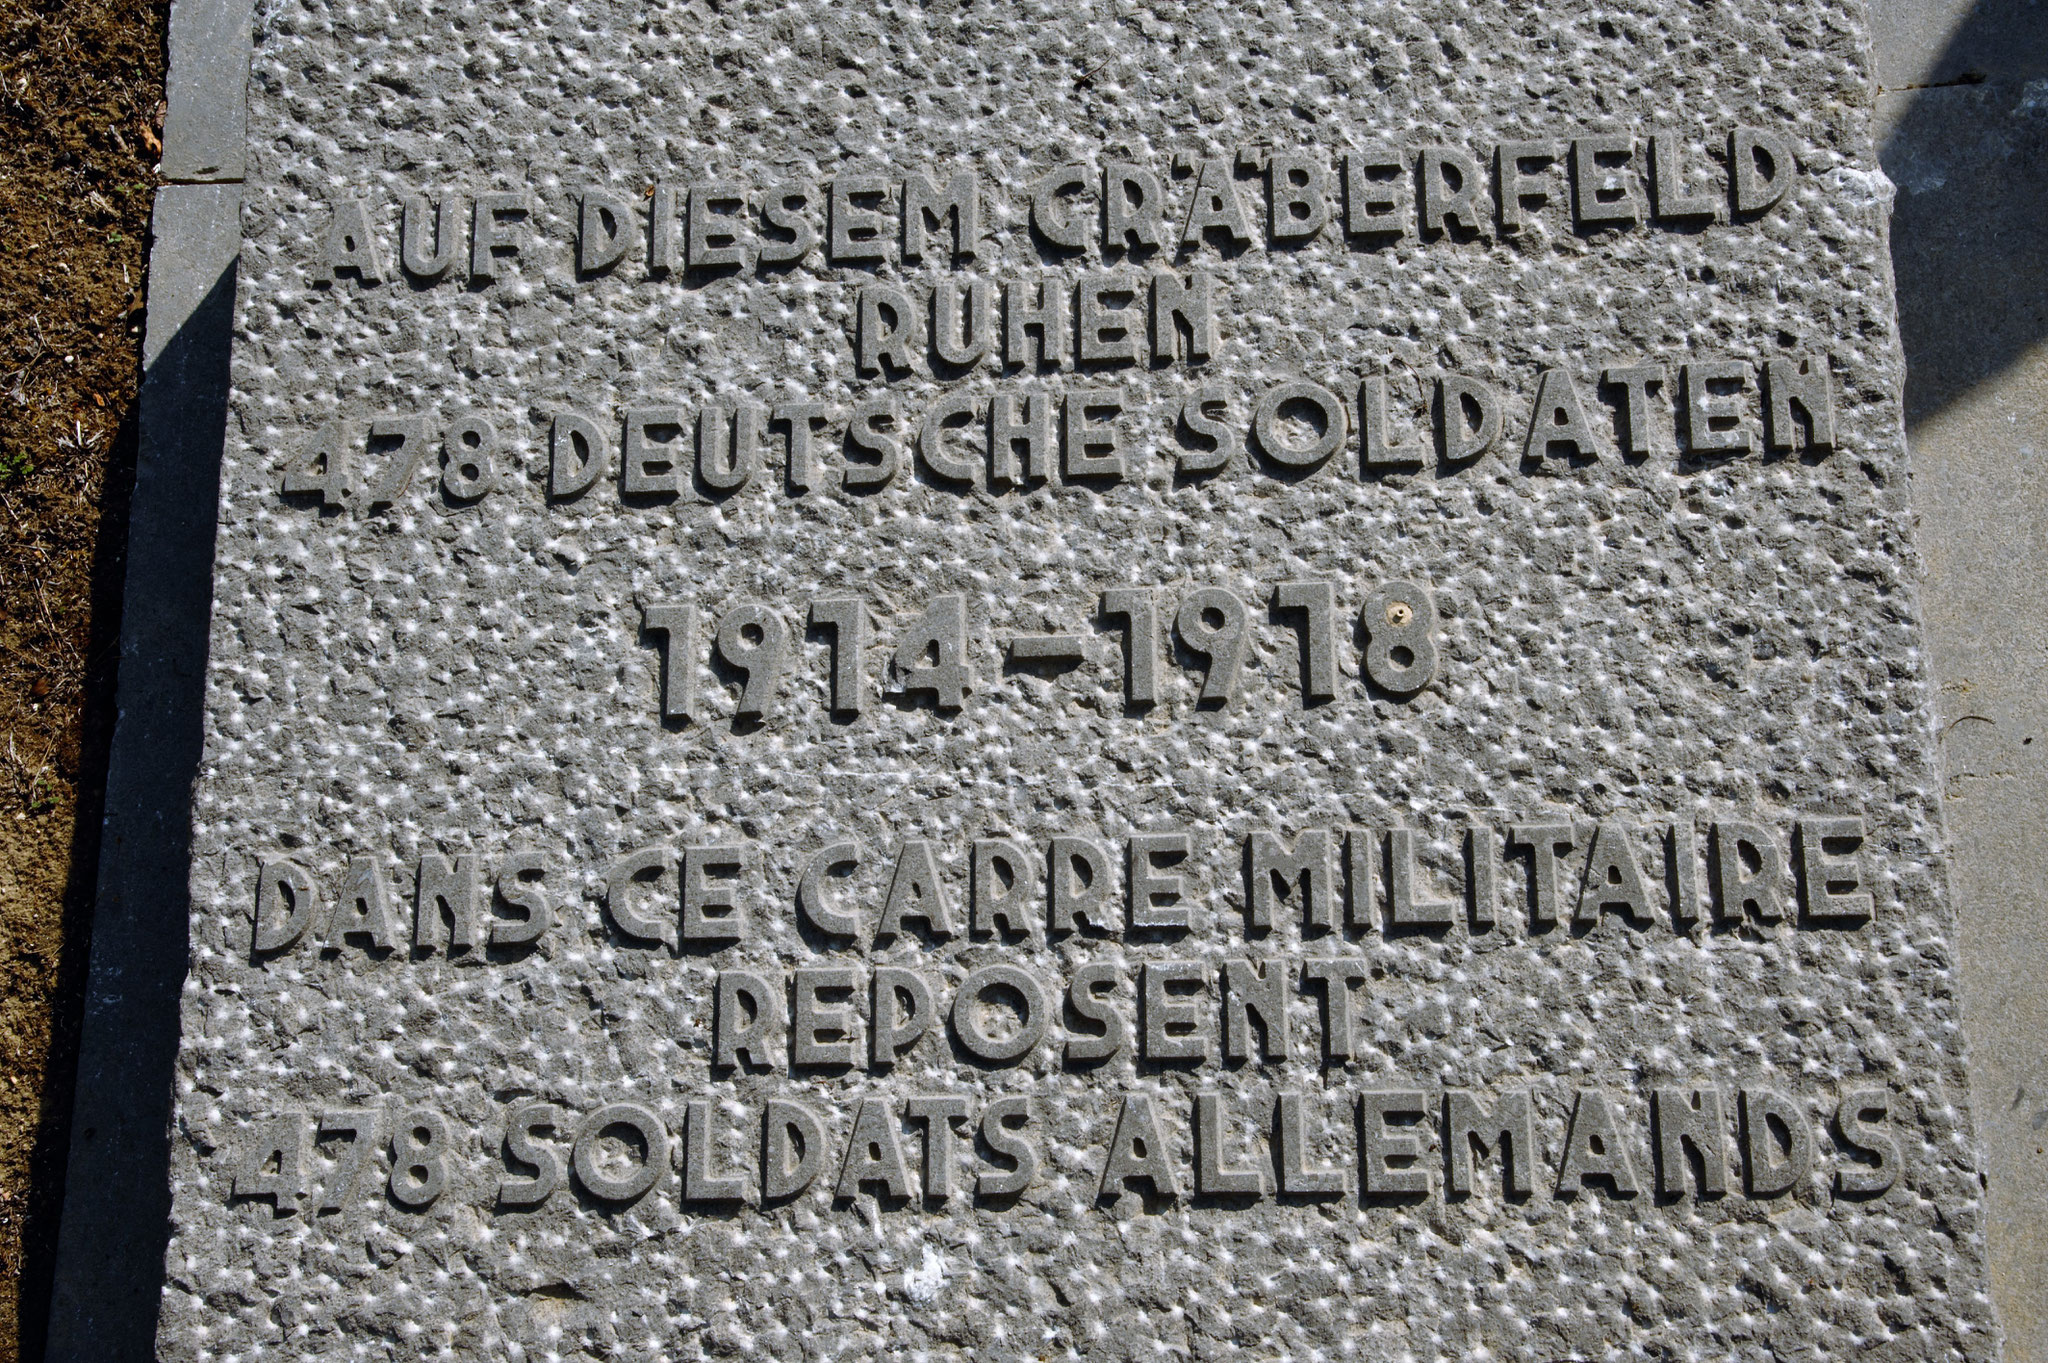 AUF DIESEM GRÄBERFELD
RUHEN
478 DEUTSCHE SOLDATEN
1914-1918
DANS CE CARRE MILITAIRE
REPOSENT
478 SOLDATS ALLEMANDS